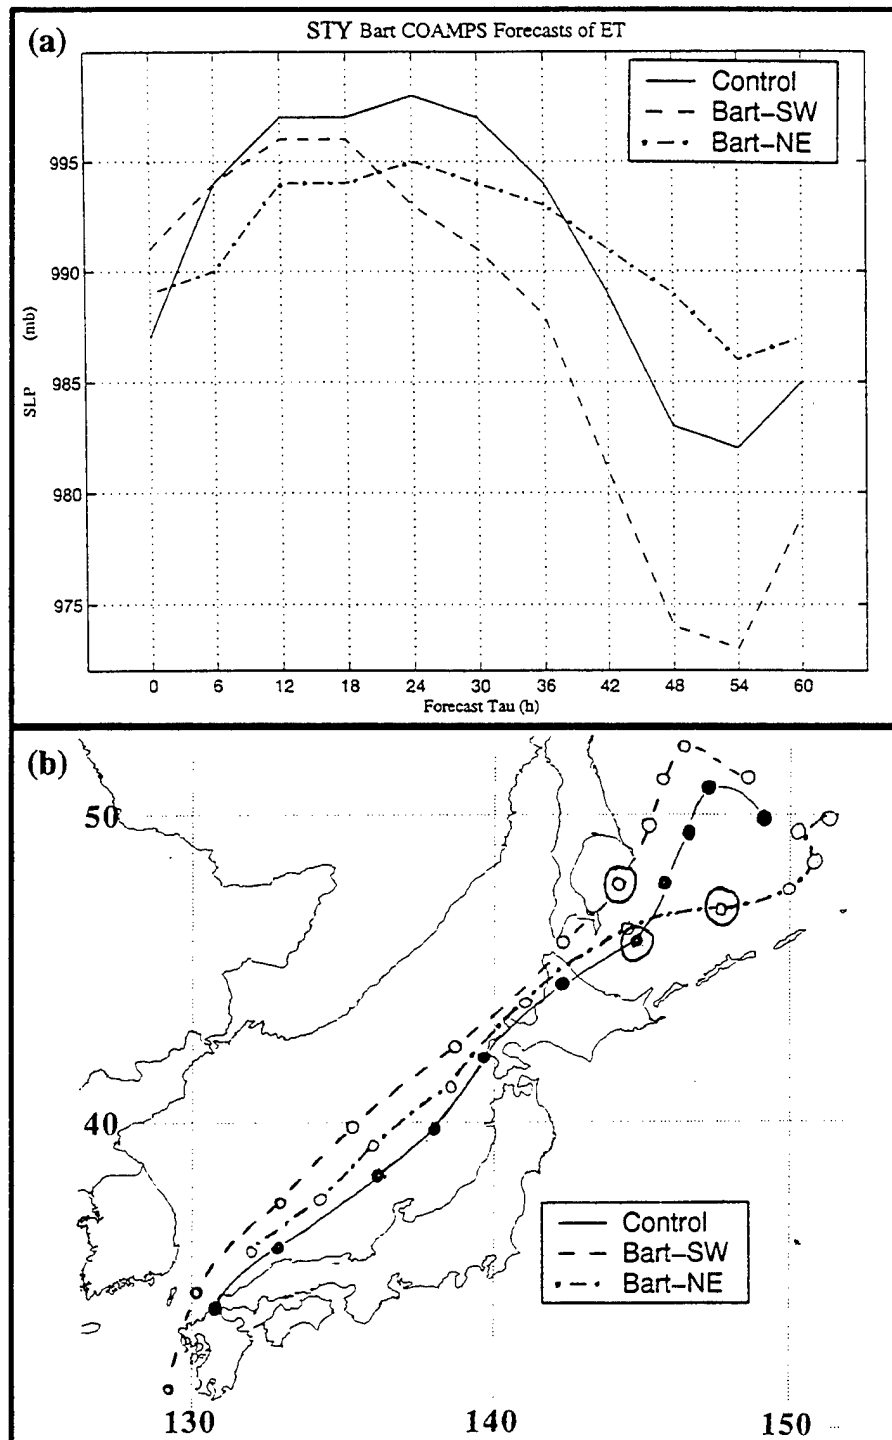 (a)
STY Bart COAMPS Forecasts of ET
Control
Bart-SW
Bart-NE
995
990
985
980
975
SLP (mb)
0 6 12 18 24 30 36 42 48 54 60
Forecast Tau (h)
(b)
50
40
Control
Bart-SW
Bart-NE
130 140 150